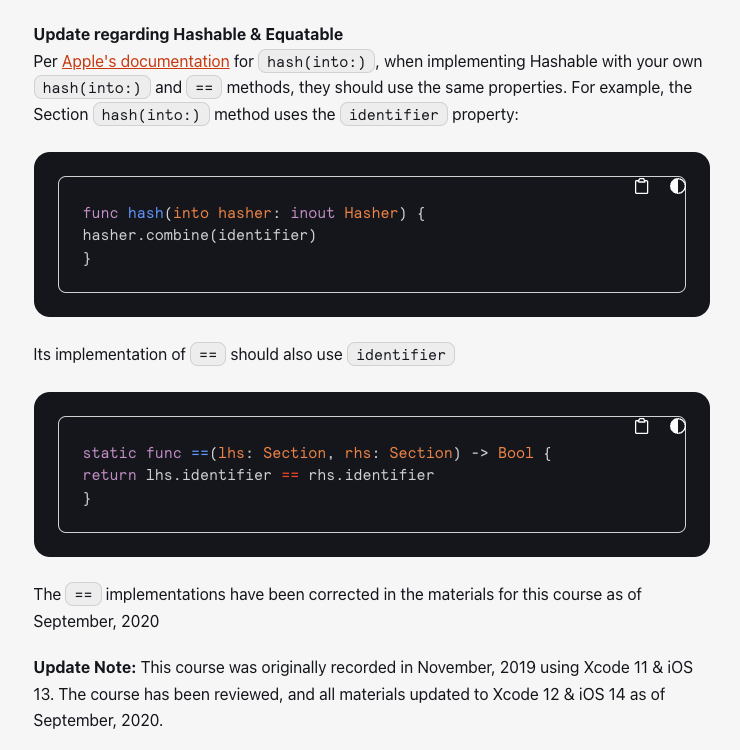 Update regarding Hashable & Equatable
Per Apple's documentation for hash(into:), when implementing Hashable with your own
hash(into:) and == methods, they should use the same properties. For example, the
Section hash(into:) method uses the identifier property:
func hash(into hasher: inout Hasher) {
hasher.combine(identifier)
}
Its implementation of == should also use identifier
static func ==(lhs: Section, rhs: Section) -> Bool {
return lhs.identifier == rhs.identifier
}
The == implementations have been corrected in the materials for this course as of
September, 2020
Update Note: This course was originally recorded in November, 2019 using Xcode 11 & iOS
13. The course has been reviewed, and all materials updated to Xcode 12 & iOS 14 as of
September, 2020.